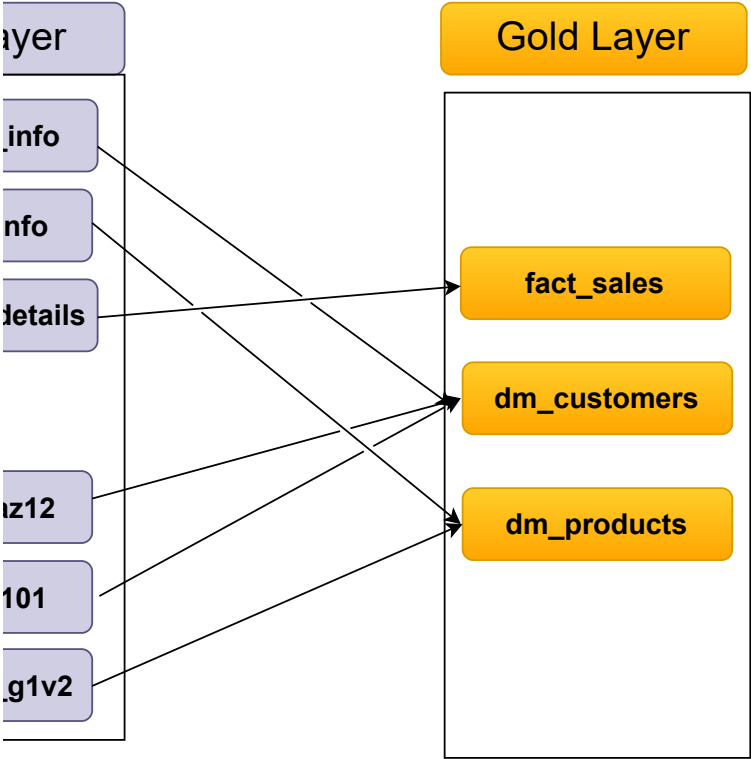 ayer
Gold Layer
_info
nfo
details
az12
101
_g1v2
fact_sales
dm_customers
dm_products